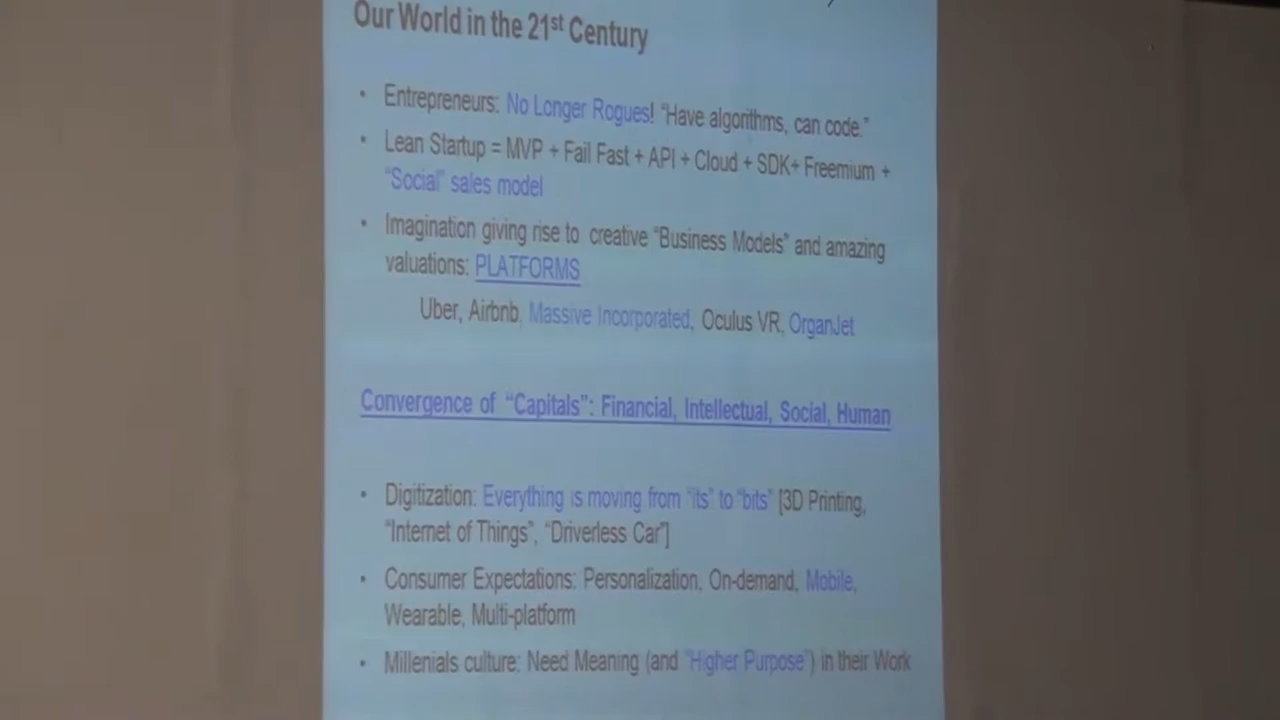 Our World in the 21st Century
• Entrepreneurs: No Longer Rogues! "Have algorithms, can code."
• Lean Startup = MVP + Fail Fast + API + Cloud + SDK+ Freemium +
"Social" sales model
• Imagination giving rise to creative "Business Models" and amazing
valuations: PLATFORMS
Uber, Airbnb, Massive Incorporated, Oculus VR, OrganJet
Convergence of "Capitals": Financial, Intellectual, Social, Human
• Digitization: Everything is moving from "its" to "bits" [3D Printing,
"Internet of Things", "Driverless Car"]
• Consumer Expectations: Personalization, On-demand, Mobile,
Wearable, Multi-platform
• Millenials culture: Need Meaning (and "Higher Purpose") in their Work